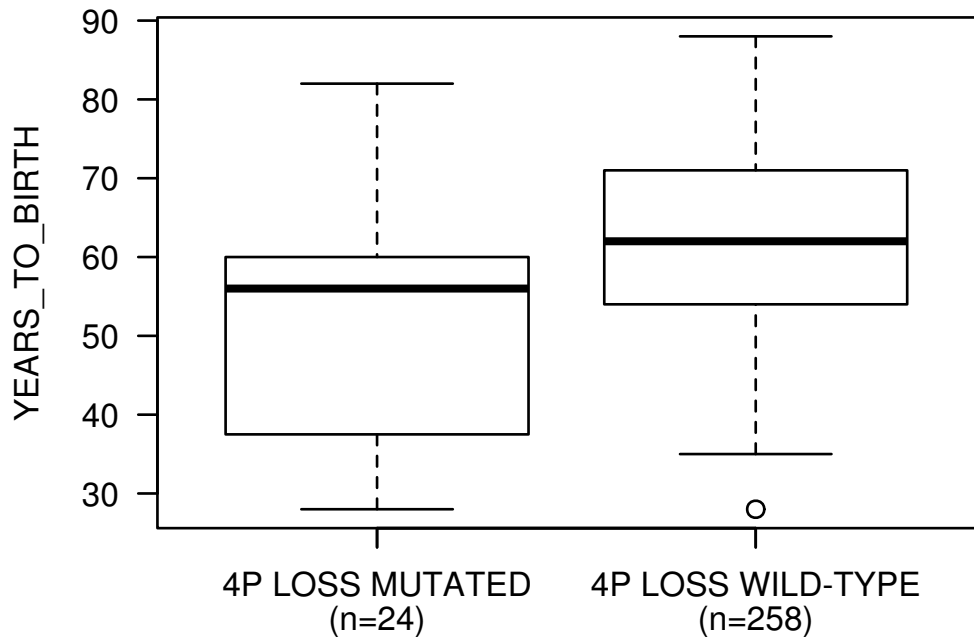 90
80
70
60
50
40
30
YEARS_TO_BIRTH
4P LOSS MUTATED
(n=24)
4P LOSS WILD-TYPE
(n=258)